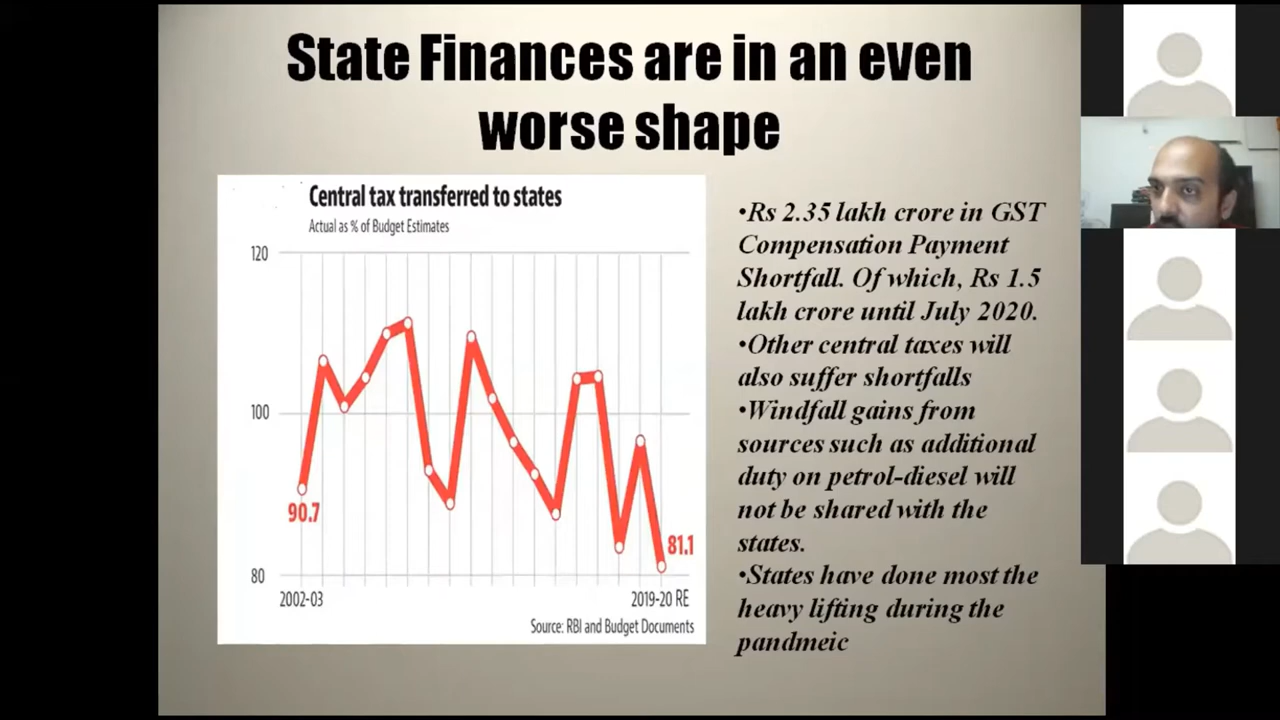 State Finances are in an even
worse shape
Central tax transferred to states
Actual as % of Budget Estimates
120
100
80
90.7
81.1
2002-03
2019-20 RE
Source: RBI and Budget Documents
•Rs 2.35 lakh crore in GST
Compensation Payment
Shortfall. Of which, Rs 1.5
lakh crore until July 2020.
•Other central taxes will
also suffer shortfalls
•Windfall gains from
sources such as additional
duty on petrol-diesel will
not be shared with the
states.
•States have done most the
heavy lifting during the
pandmeic